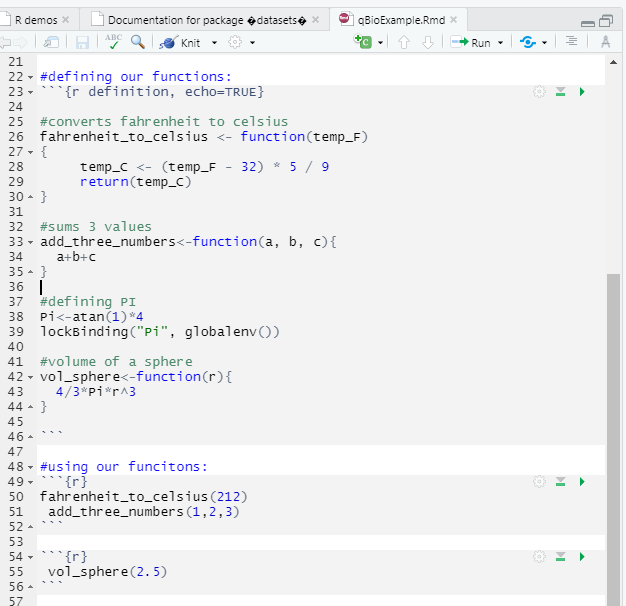 R demos
Documentation for package �datasets�
qBioExample.Rmd
ABC
Knit
Run
21
22 #defining our functions:
23 ```{r definition, echo=TRUE}
24
25 #converts fahrenheit to celsius
26 fahrenheit_to_celsius <- function(temp_F)
27 {
28 temp_C <- (temp_F - 32) * 5 / 9
29 return(temp_C)
30 }
31
32 #sums 3 values
33 add_three_numbers<-function(a, b, c){
34 a+b+c
35 }
36
37 #defining PI
38 Pi<-atan(1)*4
39 lockBinding("Pi", globalenv())
40
41 #volume of a sphere
42 vol_sphere<-function(r){
43 4/3*Pi*r^3
44 }
45
46 ```
47
48 #using our funcitons:
49 ```{r}
50 fahrenheit_to_celsius(212)
51 add_three_numbers(1,2,3)
52 ```
53
54 ```{r}
55 vol_sphere(2.5)
56 ```
57